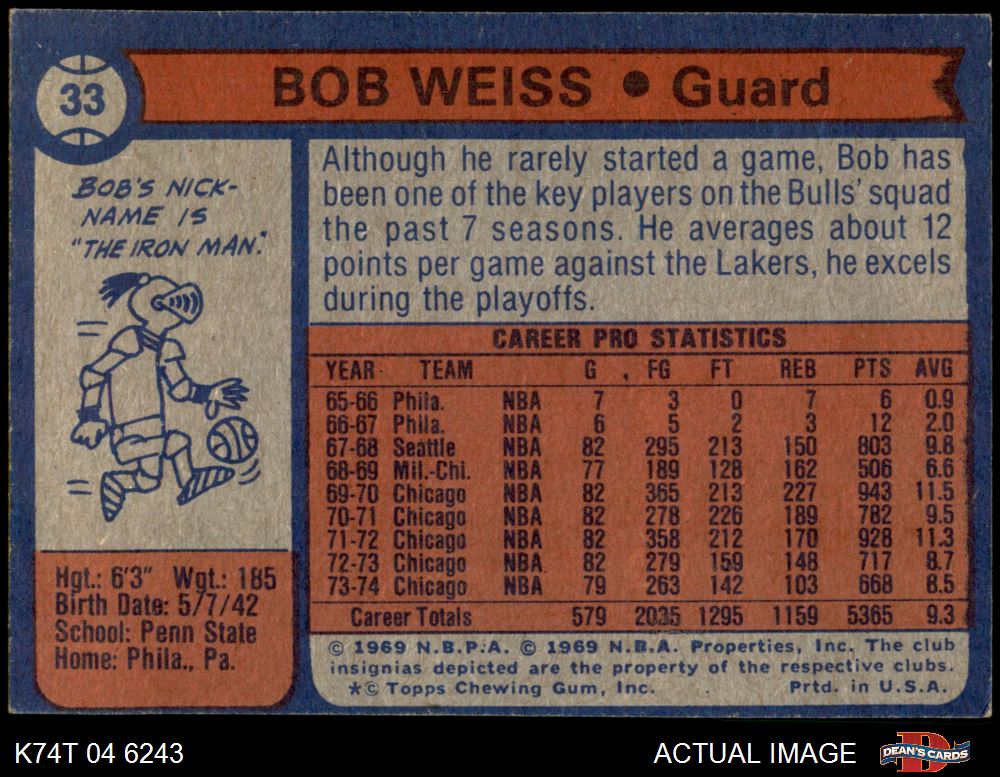 33
BOB WEISS • Guard
BOB'S NICK-
NAME IS
"THE IRON MAN."
Although he rarely started a game, Bob has
been one of the key players on the Bulls' squad
the past 7 seasons. He averages about 12
points per game against the Lakers, he excels
during the playoffs.
CAREER PRO STATISTICS
YEAR TEAM G FG FT REB PTS AVG
65-66 Phila. NBA 7 3 0 7 6 0.9
66-67 Phila. NBA 6 5 2 3 12 2.0
67-68 Seattle NBA 82 295 213 150 803 9.8
68-69 Mil.-Chi. NBA 77 189 128 162 506 6.6
69-70 Chicago NBA 82 365 213 227 943 11.5
70-71 Chicago NBA 82 278 226 189 782 9.5
71-72 Chicago NBA 82 358 212 170 928 11.3
72-73 Chicago NBA 82 279 159 148 717 8.7
73-74 Chicago NBA 79 263 142 103 668 8.5
Career Totals 579 2035 1295 1159 5365 9.3
Hgt.: 6'3" Wgt.: 185
Birth Date: 5/7/42
School: Penn State
Home: Phila., Pa.
© 1969 N.B.P.A. © 1969 N.B.A. Properties, Inc. The club
insignias depicted are the property of the respective clubs.
*© Topps Chewing Gum, Inc. Prtd. in U.S.A.
K74T 04 6243
ACTUAL IMAGE
D
DEAN'S CARDS